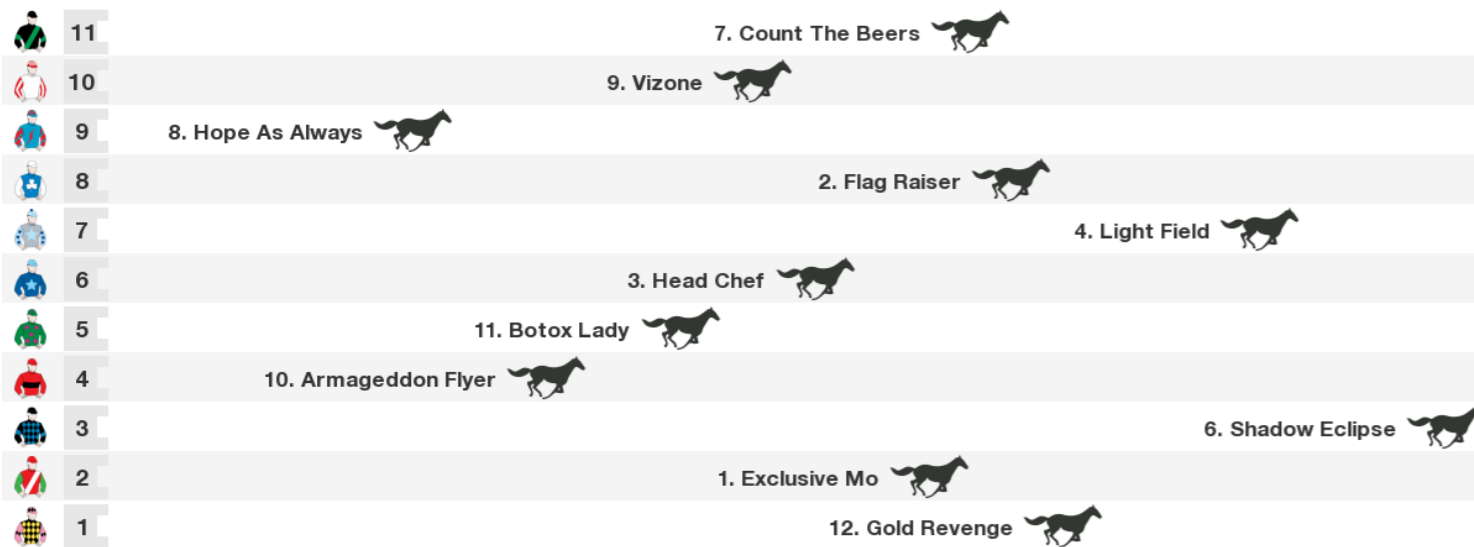 11 7. Count The Beers
10 9. Vizone
9 8. Hope As Always
8 2. Flag Raiser
7 4. Light Field
6 3. Head Chef
5 11. Botox Lady
4 10. Armageddon Flyer
3 6. Shadow Eclipse
2 1. Exclusive Mo
1 12. Gold Revenge